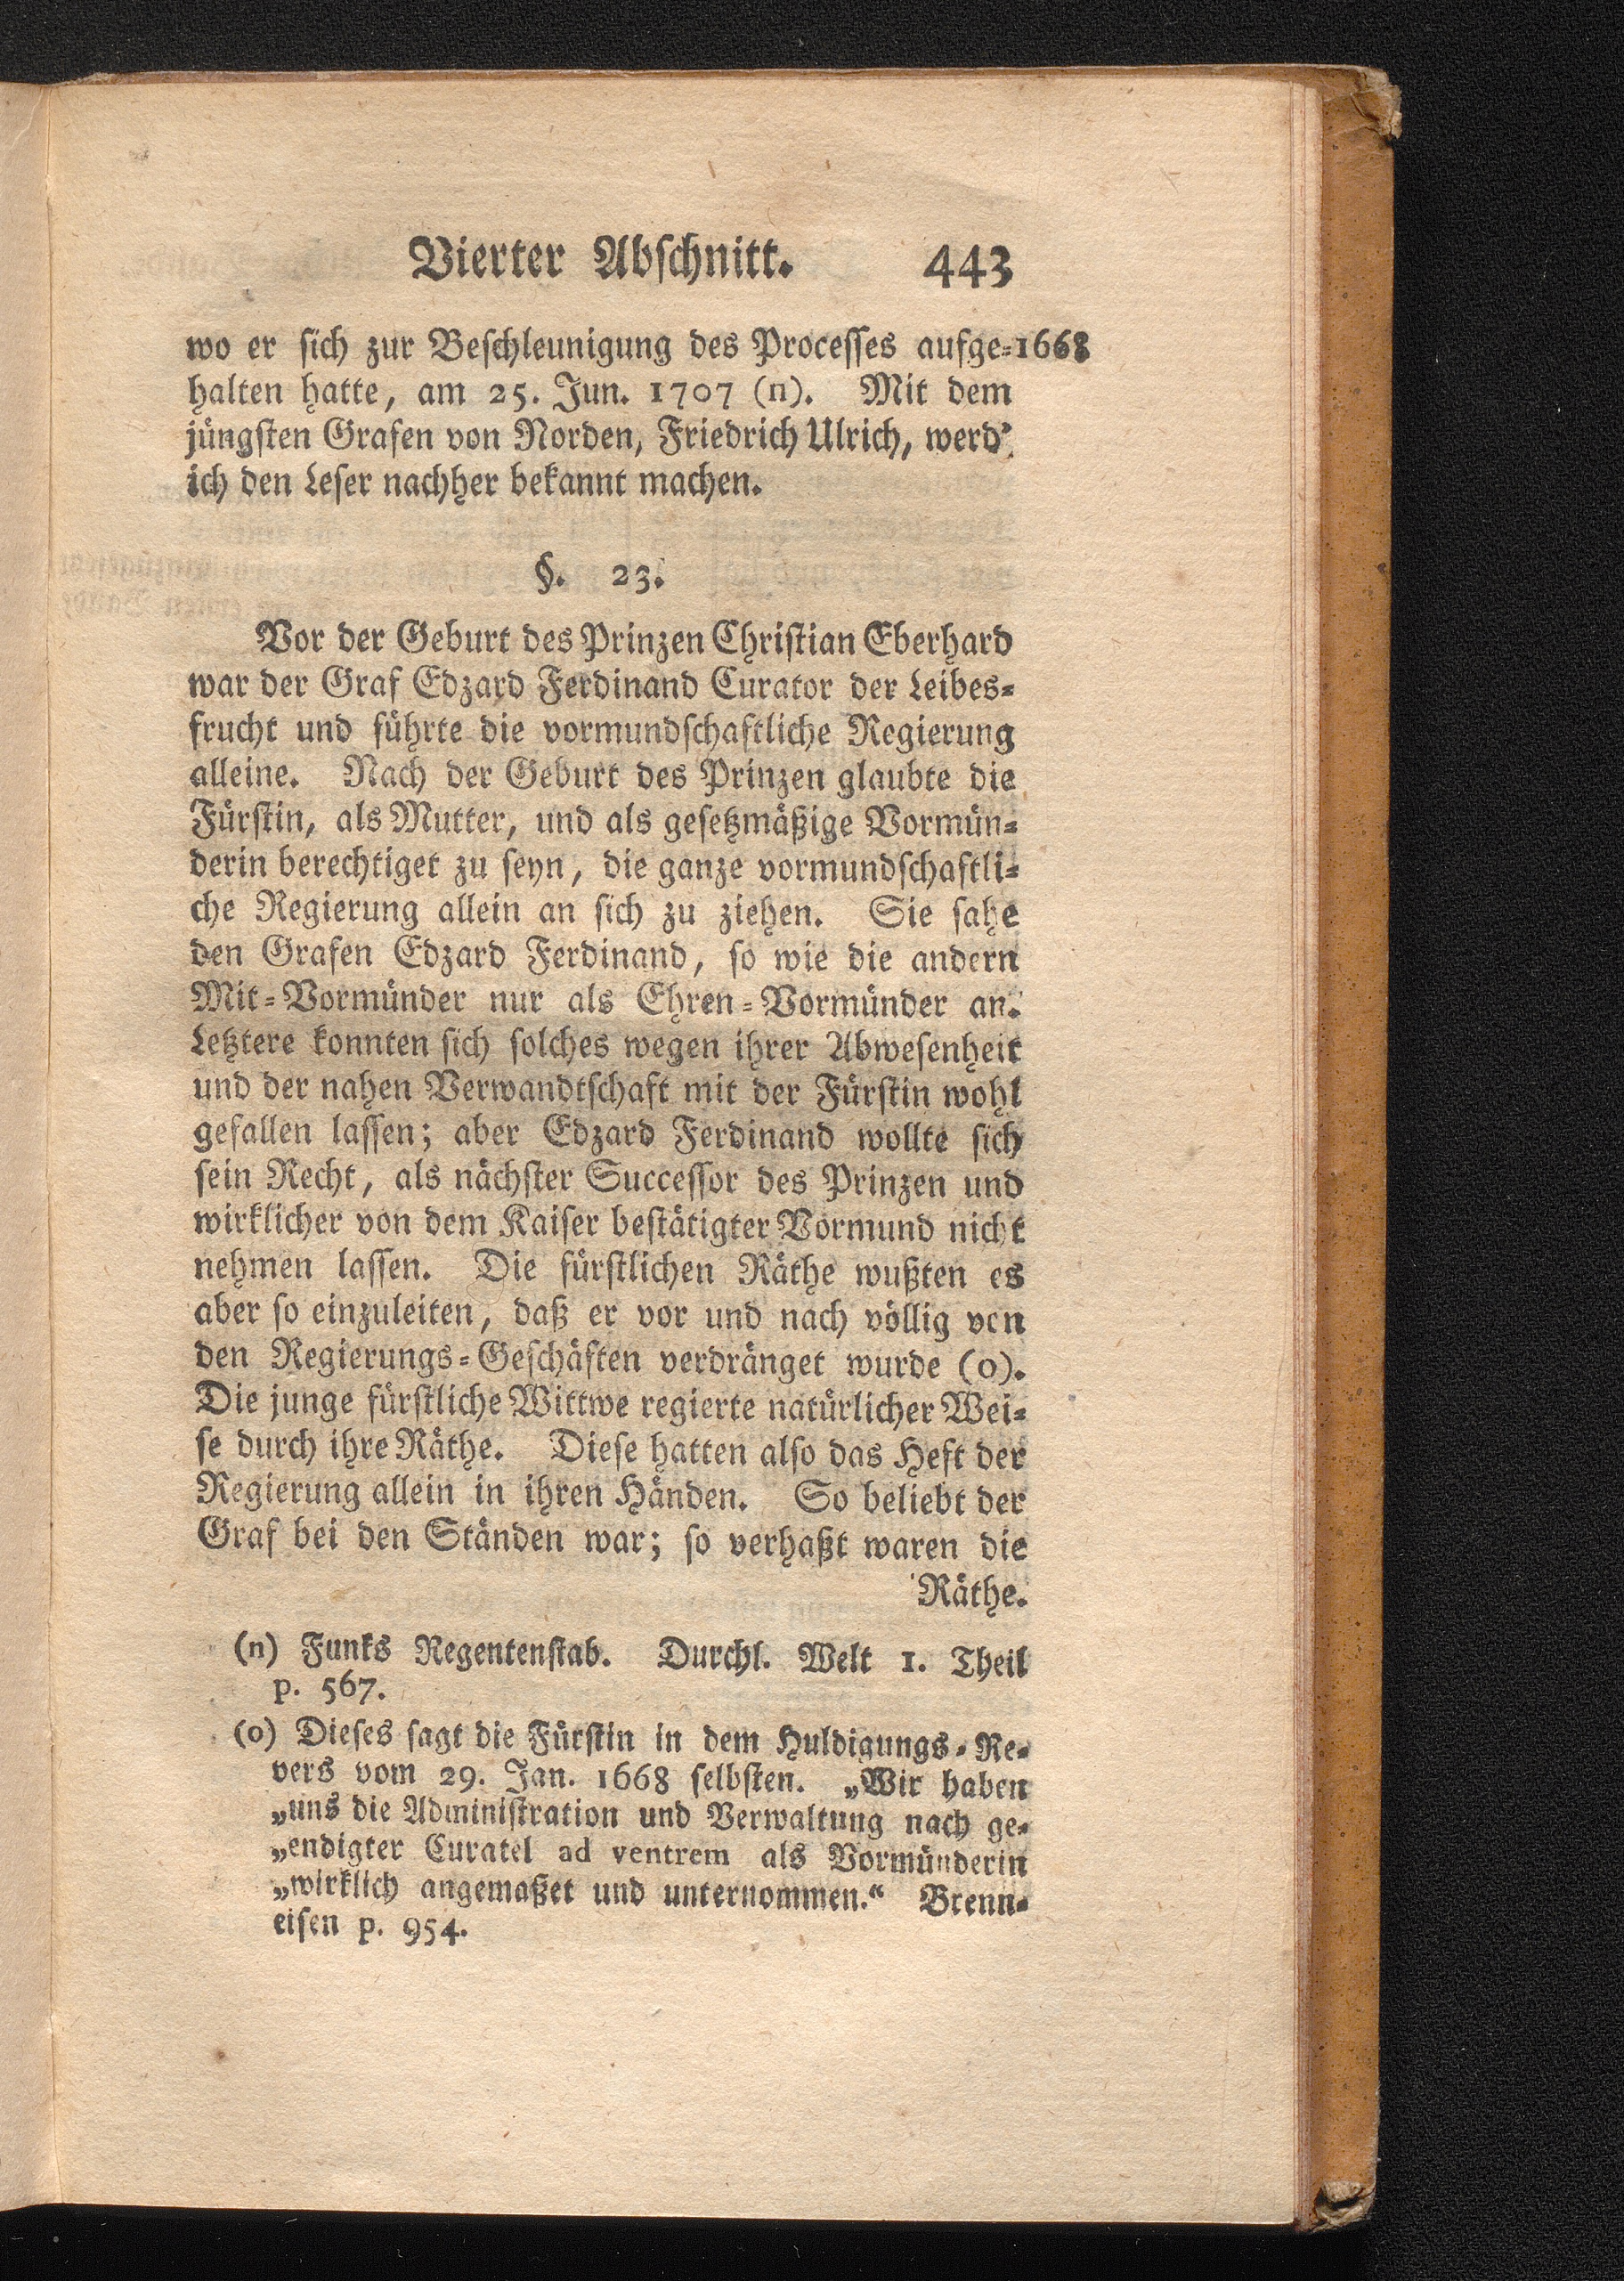 Vierter Abschnitt. 443
wo er sich zur Beschleunigung des Processes aufge=1668
halten hatte, am 25. Jun. 1707 (n). Mit dem
jüngsten Grafen von Norden, Friedrich Ulrich, werd'
ich den Leser nachher bekannt machen.
§. 23.
Vor der Geburt des Prinzen Christian Eberhard
war der Graf Edzard Ferdinand Curator der Leibes=
frucht und führte die vormundschaftliche Regierung
alleine. Nach der Geburt des Prinzen glaubte die
Fürstin, als Mutter, und als gesetzmäßige Vormün=
derin berechtiget zu seyn, die ganze vormundschaftli=
che Regierung allein an sich zu ziehen. Sie sahe
den Grafen Edzard Ferdinand, so wie die andern
Mit=Vormünder nur als Ehren=Vormünder an.
Letztere konnten sich solches wegen ihrer Abwesenheit
und der nahen Verwandtschaft mit der Fürstin wohl
gefallen lassen; aber Edzard Ferdinand wollte sich
sein Recht, als nächster Successor des Prinzen und
wirklicher von dem Kaiser bestätigter Vormund nicht
nehmen lassen. Die fürstlichen Räthe wußten es
aber so einzuleiten, daß er vor und nach völlig von
den Regierungs=Geschäften verdränget wurde (o).
Die junge fürstliche Wittwe regierte natürlicher Wei=
se durch ihre Räthe. Diese hatten also das Heft der
Regierung allein in ihren Händen. So beliebt der
Graf bei den Ständen war; so verhaßt waren die
Räthe.
(n) Funks Regentenstab. Durchl. Welt 1. Theil
p. 567.
(o) Dieses sagt die Fürstin in dem Huldigungs=Re=
vers vom 29. Jan. 1668 selbsten. „Wir haben
„uns die Administration und Verwaltung nach ge=
„endigter Curatel ad ventrem als Vormünderin
„wirklich angemaßet und unternommen.“ Brenn=
eisen p. 954.